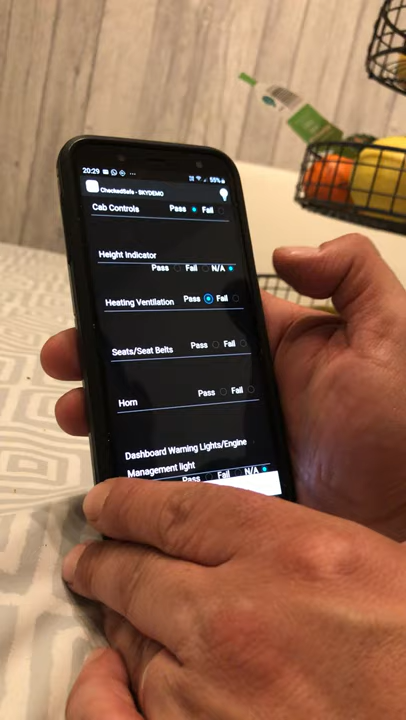 20:29 55%
CheckedSafe - SKYDEMO
Cab Controls Pass Fail
Height Indicator
Pass Fail N/A
Heating Ventilation Pass Fail
Seats/Seat Belts Pass Fail
Horn Pass Fail
Dashboard Warning Lights/Engine
Management light
Pass Fail N/A